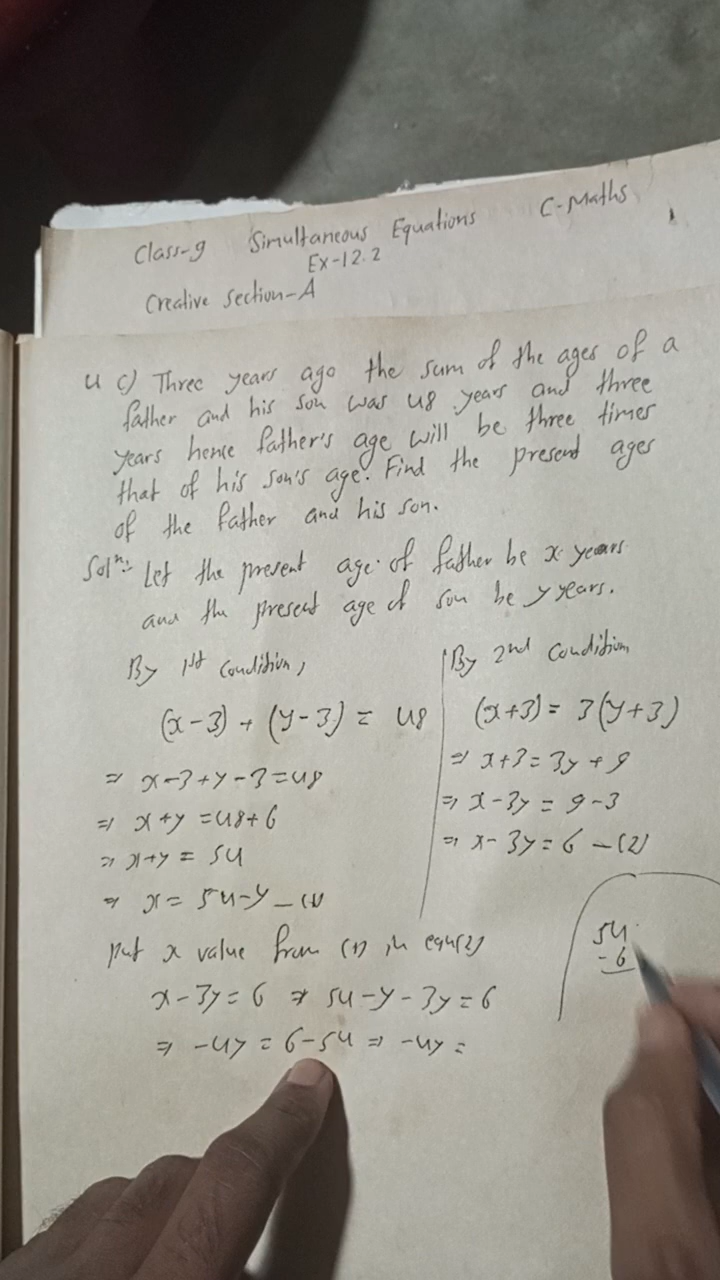 Class-9 Simultaneous Equations C-Maths
Ex-12.2
Creative section-A
4 c) Three years ago the sum of the ages of a
father and his son was 48 years and three
years hence father's age will be three times
that of his son's age. Find the present ages
of the father and his son.
Solⁿ:- Let the present age of father be x years
and the present age of son be y years.
By 1st condition,
(x-3) + (y-3) = 48
⇒ x-3+y-3=48
⇒ x+y = 48+6
⇒ x+y = 54
⇒ x = 54-y -(1)
By 2nd condition
(x+3) = 3(y+3)
⇒ x+3 = 3y+9
⇒ x-3y = 9-3
⇒ x-3y = 6 -(2)
put x value from (1) in eqn(2)
x-3y=6 ⇒ 54-y-3y=6
⇒ -4y = 6-54 ⇒ -4y =
54
-6